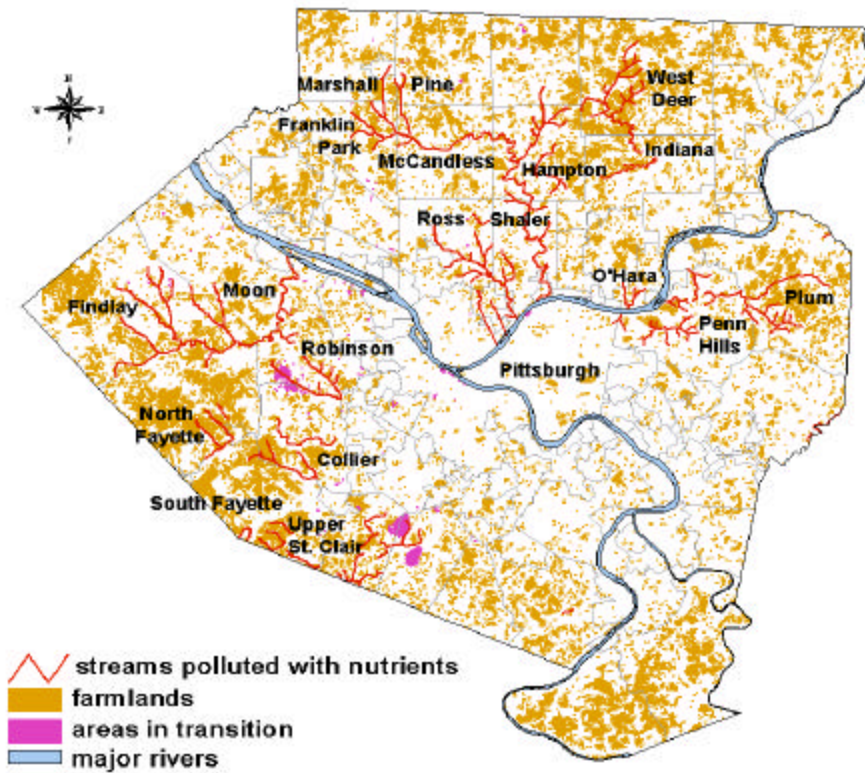 Marshall
Pine
West
Deer
Franklin
Park
McCandless
Hampton
Indiana
Ross
Shaler
O'Hara
Findlay
Moon
Plum
Penn
Hills
Robinson
Pittsburgh
North
Fayette
Collier
South Fayette
Upper
St. Clair
streams polluted with nutrients
farmlands
areas in transition
major rivers